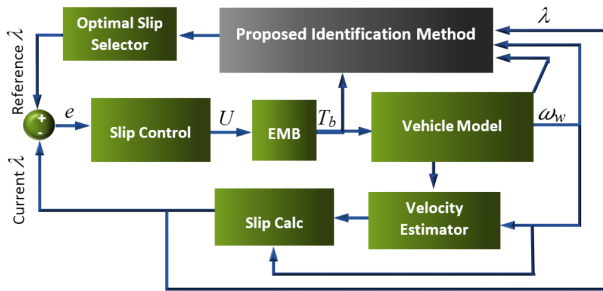 Optimal Slip
Selector
Proposed Identification
Method
λ
Reference λ
+
-
e
Slip Control
U
EMB
T_b
Vehicle Model
ω_w
Current λ
Slip Calc
Velocity
Estimator